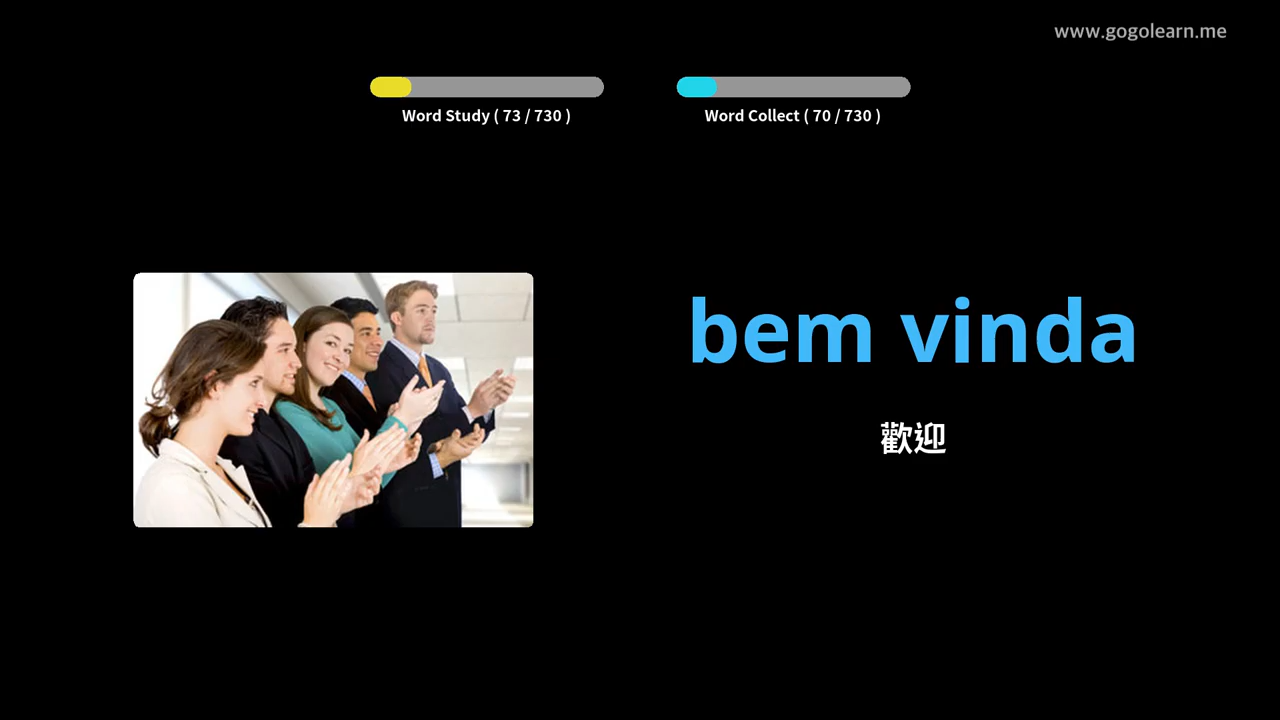 www.gogolearn.me
Word Study ( 73 / 730 )
Word Collect ( 70 / 730 )
bem vinda
歡迎